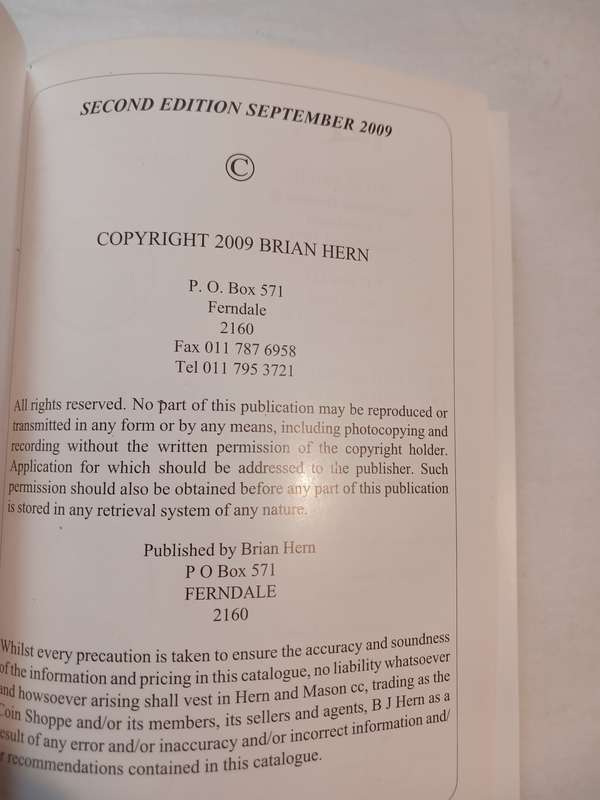 SECOND EDITION SEPTEMBER 2009
©
COPYRIGHT 2009 BRIAN HERN
P. O. Box 571
Ferndale
2160
Fax 011 787 6958
Tel 011 795 3721
All rights reserved. No part of this publication may be reproduced or
transmitted in any form or by any means, including photocopying and
recording without the written permission of the copyright holder.
Application for which should be addressed to the publisher. Such
permission should also be obtained before any part of this publication
is stored in any retrieval system of any nature.
Published by Brian Hern
P O Box 571
FERNDALE
2160
Whilst every precaution is taken to ensure the accuracy and soundness
of the information and pricing in this catalogue, no liability whatsoever
and howsoever arising shall vest in Hern and Mason cc, trading as the
Coin Shoppe and/or its members, its sellers and agents, B J Hern as a
result of any error and/or inaccuracy and/or incorrect information and/
r recommendations contained in this catalogue.